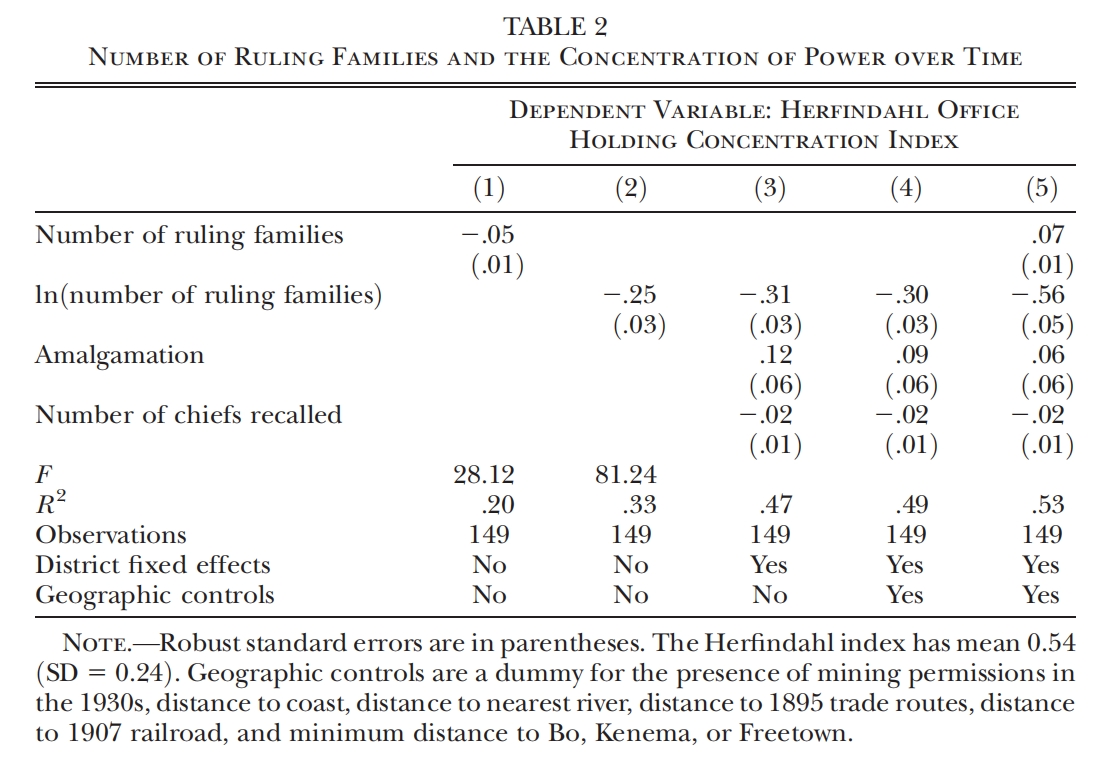 TABLE 2
Number of Ruling Families and the Concentration of Power over Time
Dependent Variable: Herfindahl Office
Holding Concentration Index
(1) (2) (3) (4) (5)
Number of ruling families −.05 .07
(.01) (.01)
ln(number of ruling families) −.25 −.31 −.30 −.56
(.03) (.03) (.03) (.05)
Amalgamation .12 .09 .06
(.06) (.06) (.06)
Number of chiefs recalled −.02 −.02 −.02
(.01) (.01) (.01)
F 28.12 81.24
R² .20 .33 .47 .49 .53
Observations 149 149 149 149 149
District fixed effects No No Yes Yes Yes
Geographic controls No No No Yes Yes
Note.—Robust standard errors are in parentheses. The Herfindahl index has mean 0.54
(SD = 0.24). Geographic controls are a dummy for the presence of mining permissions in
the 1930s, distance to coast, distance to nearest river, distance to 1895 trade routes, distance
to 1907 railroad, and minimum distance to Bo, Kenema, or Freetown.